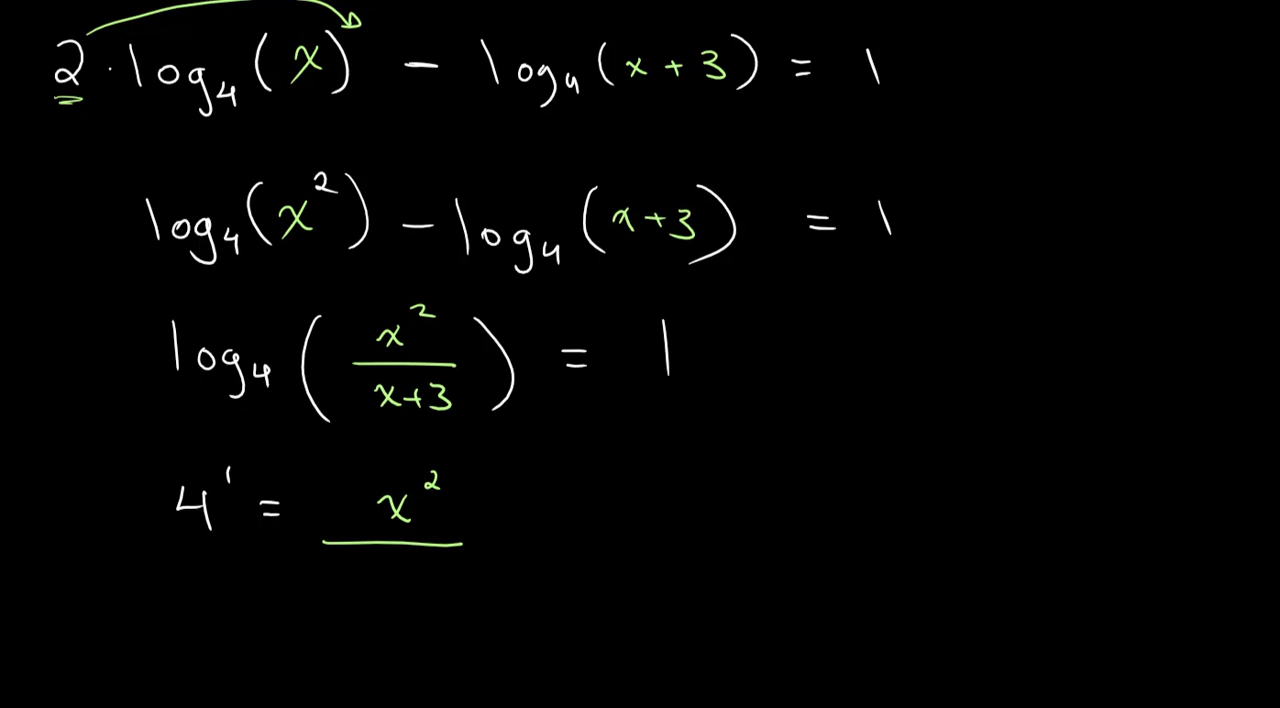 2 · log₄(x) − log₄(x + 3) = 1
log₄(x²) − log₄(x+3) = 1
log₄(x²/x+3) = 1
4¹ = x²